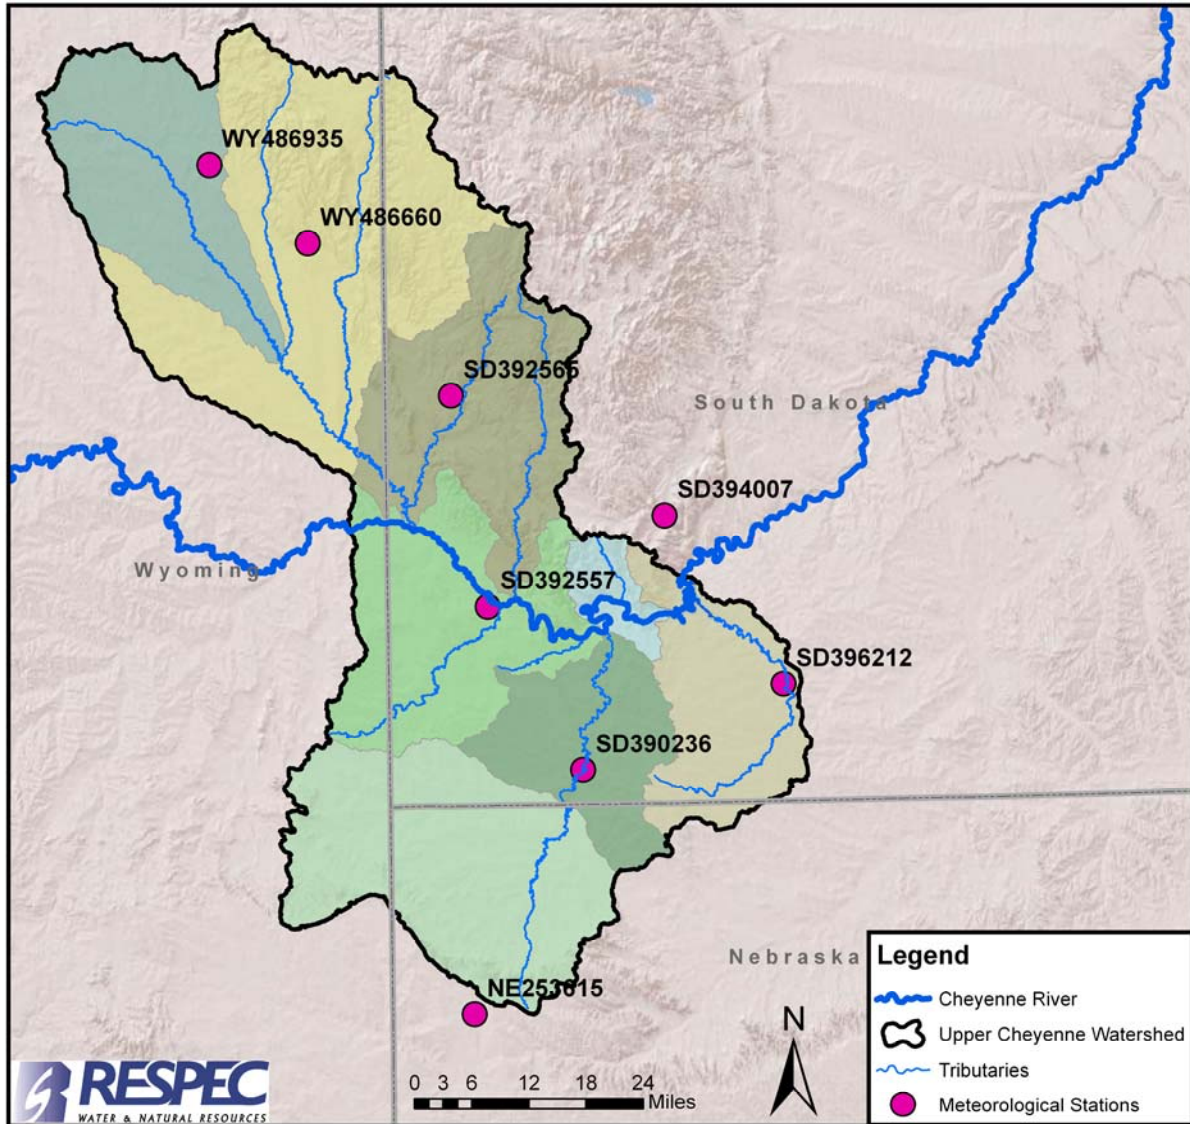 WY486935
WY486660
SD392565
South Dakota
SD394007
Wyoming
SD392557
SD396212
SD390236
Nebraska
NE253615
Legend
Cheyenne River
Upper Cheyenne Watershed
Tributaries
Meteorological Stations
N
0 3 6 12 18 24
Miles
RESPEC
WATER & NATURAL RESOURCES